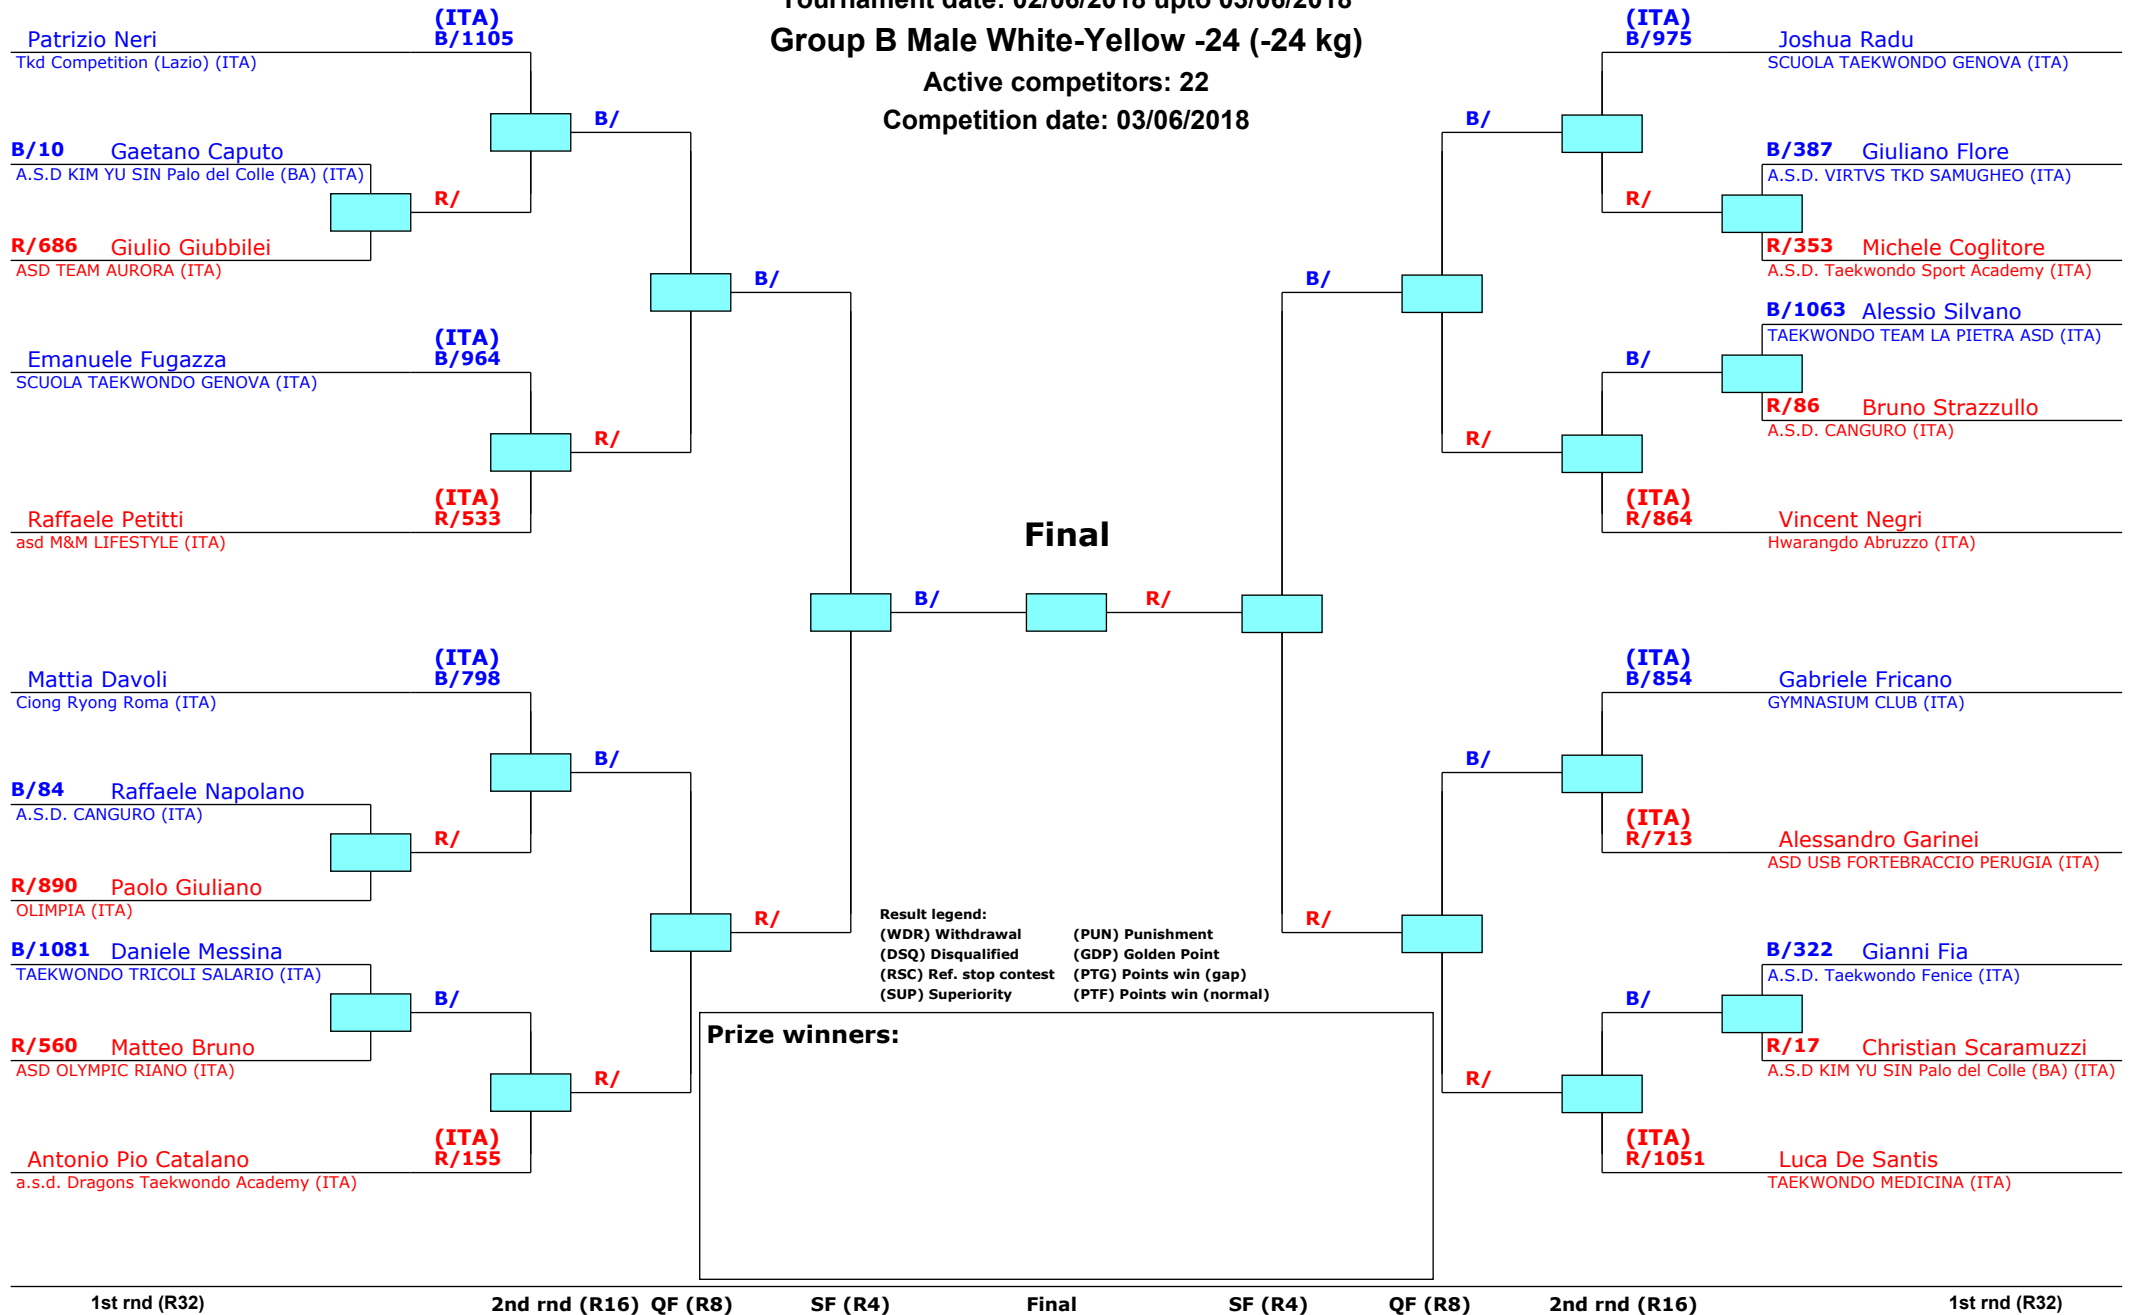 Tournament date: 02/06/2018 upto 03/06/2018
Group B Male White-Yellow -24 (-24 kg)
Active competitors: 22
Competition date: 03/06/2018
(ITA)
Patrizio Neri B/1105
Tkd Competition (Lazio) (ITA)
B/
B/10 Gaetano Caputo
A.S.D KIM YU SIN Palo del Colle (BA) (ITA)
R/
R/686 Giulio Giubbilei
ASD TEAM AURORA (ITA)
B/
(ITA)
Emanuele Fugazza B/964
SCUOLA TAEKWONDO GENOVA (ITA)
R/
(ITA)
Raffaele Petitti R/533
asd M&M LIFESTYLE (ITA)
Final
B/
R/
(ITA)
Mattia Davoli B/798
Ciong Ryong Roma (ITA)
B/
B/84 Raffaele Napolano
A.S.D. CANGURO (ITA)
R/
R/890 Paolo Giuliano
OLIMPIA (ITA)
R/
B/1081 Daniele Messina
TAEKWONDO TRICOLI SALARIO (ITA)
B/
R/560 Matteo Bruno
ASD OLYMPIC RIANO (ITA)
R/
(ITA)
Antonio Pio Catalano R/155
a.s.d. Dragons Taekwondo Academy (ITA)
(ITA)
B/975 Joshua Radu
SCUOLA TAEKWONDO GENOVA (ITA)
B/
B/387 Giuliano Flore
A.S.D. VIRTVS TKD SAMUGHEO (ITA)
R/
R/353 Michele Coglitore
A.S.D. Taekwondo Sport Academy (ITA)
B/
B/1063 Alessio Silvano
TAEKWONDO TEAM LA PIETRA ASD (ITA)
B/
R/86 Bruno Strazzullo
A.S.D. CANGURO (ITA)
R/
(ITA)
R/864 Vincent Negri
Hwarangdo Abruzzo (ITA)
(ITA)
B/854 Gabriele Fricano
GYMNASIUM CLUB (ITA)
B/
(ITA)
R/713 Alessandro Garinei
ASD USB FORTEBRACCIO PERUGIA (ITA)
R/
B/322 Gianni Fia
A.S.D. Taekwondo Fenice (ITA)
B/
R/17 Christian Scaramuzzi
A.S.D KIM YU SIN Palo del Colle (BA) (ITA)
R/
(ITA)
R/1051 Luca De Santis
TAEKWONDO MEDICINA (ITA)
Result legend:
(WDR) Withdrawal (PUN) Punishment
(DSQ) Disqualified (GDP) Golden Point
(RSC) Ref. stop contest (PTG) Points win (gap)
(SUP) Superiority (PTF) Points win (normal)
Prize winners:
1st rnd (R32) 2nd rnd (R16) QF (R8) SF (R4) Final SF (R4) QF (R8) 2nd rnd (R16) 1st rnd (R32)